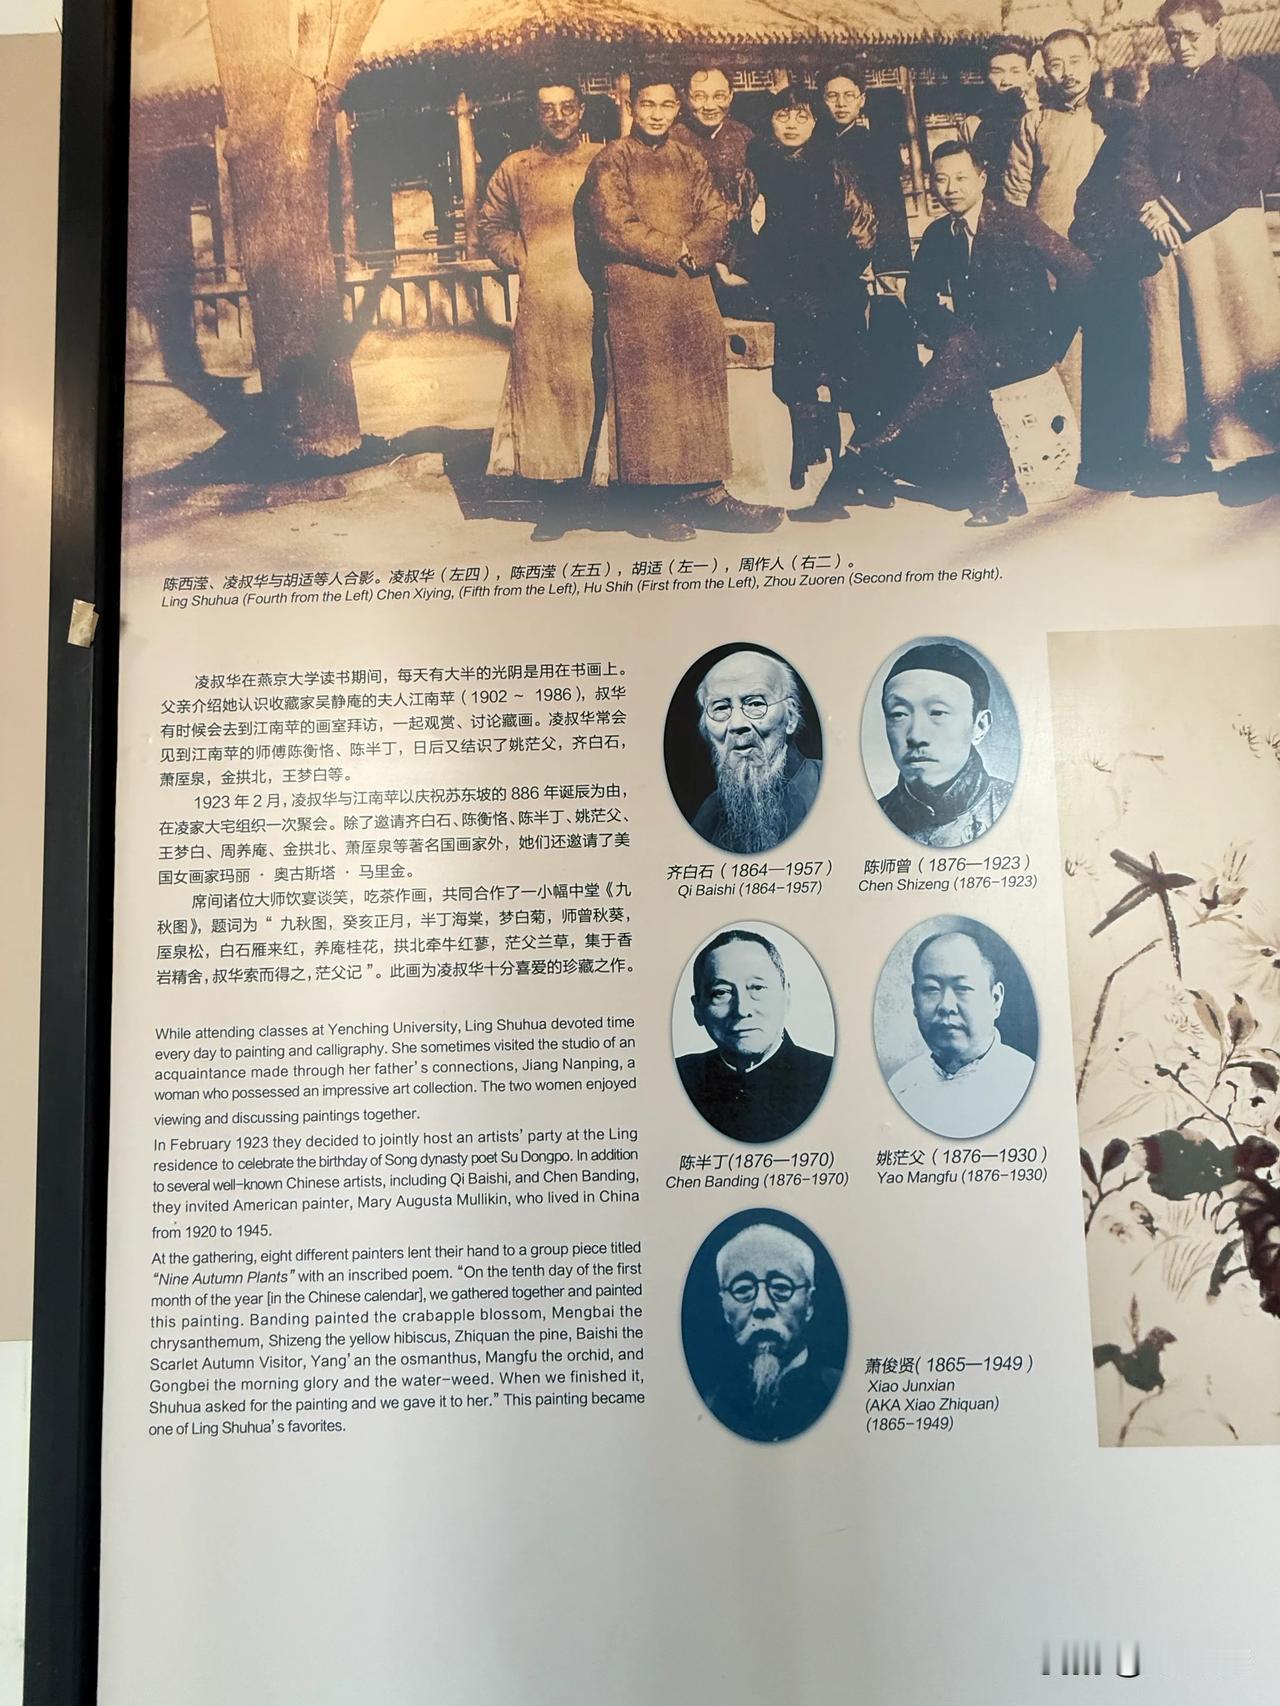 陈西滢、凌叔华与胡适等人合影。凌叔华（左四），陈西滢（左五），胡适（左一），周作人（右二）。
Ling Shuhua (Fourth from the Left) Chen Xiying, (Fifth from the Left), Hu Shih (First from the Left), Zhou Zuoren (Second from the Right).
凌叔华在燕京大学读书期间，每天有大半的光阴是用在书画上。
父亲介绍她认识收藏家吴静庵的夫人江南苹（1902 ~ 1986），叔华
有时候会去到江南苹的画室拜访，一起观赏、讨论藏画。凌叔华常会
见到江南苹的师傅陈衡恪、陈半丁，日后又结识了姚茫父，齐白石，
萧厔泉，金拱北，王梦白等。
1923 年 2 月，凌叔华与江南苹以庆祝苏东坡的 886 年诞辰为由，
在凌家大宅组织一次聚会。除了邀请齐白石、陈衡恪、陈半丁、姚茫父、
王梦白、周养庵、金拱北、萧厔泉等著名国画家外，她们还邀请了美
国女画家玛丽 · 奥古斯塔 · 马里金。
席间诸位大师饮宴谈笑，吃茶作画，共同合作了一小幅中堂《九
秋图》，题词为 “ 九秋图，癸亥正月，半丁海棠，梦白菊，师曾秋葵，
厔泉松，白石雁来红，养庵桂花，拱北牵牛红蓼，茫父兰草，集于香
岩精舍，叔华索而得之，茫父记 ”。此画为凌叔华十分喜爱的珍藏之作。
While attending classes at Yenching University, Ling Shuhua devoted time
every day to painting and calligraphy. She sometimes visited the studio of an
acquaintance made through her father’s connections, Jiang Nanping, a
woman who possessed an impressive art collection. The two women enjoyed
viewing and discussing paintings together.
In February 1923 they decided to jointly host an artists’ party at the Ling
residence to celebrate the birthday of Song dynasty poet Su Dongpo. In addition
to several well-known Chinese artists, including Qi Baishi, and Chen Banding,
they invited American painter, Mary Augusta Mullikin, who lived in China
from 1920 to 1945.
At the gathering, eight different painters lent their hand to a group piece titled
“Nine Autumn Plants” with an inscribed poem. “On the tenth day of the first
month of the year [in the Chinese calendar], we gathered together and painted
this painting. Banding painted the crabapple blossom, Mengbai the
chrysanthemum, Shizeng the yellow hibiscus, Zhiquan the pine, Baishi the
Scarlet Autumn Visitor, Yang’an the osmanthus, Mangfu the orchid, and
Gongbei the morning glory and the water-weed. When we finished it,
Shuhua asked for the painting and we gave it to her.” This painting became
one of Ling Shuhua’s favorites.
齐白石（1864—1957）
Qi Baishi (1864-1957)
陈师曾（1876—1923）
Chen Shizeng (1876-1923)
陈半丁(1876—1970)
Chen Banding (1876-1970)
姚茫父（1876—1930）
Yao Mangfu (1876-1930)
萧俊贤(1865—1949)
Xiao Junxian
(AKA Xiao Zhiquan)
(1865-1949)